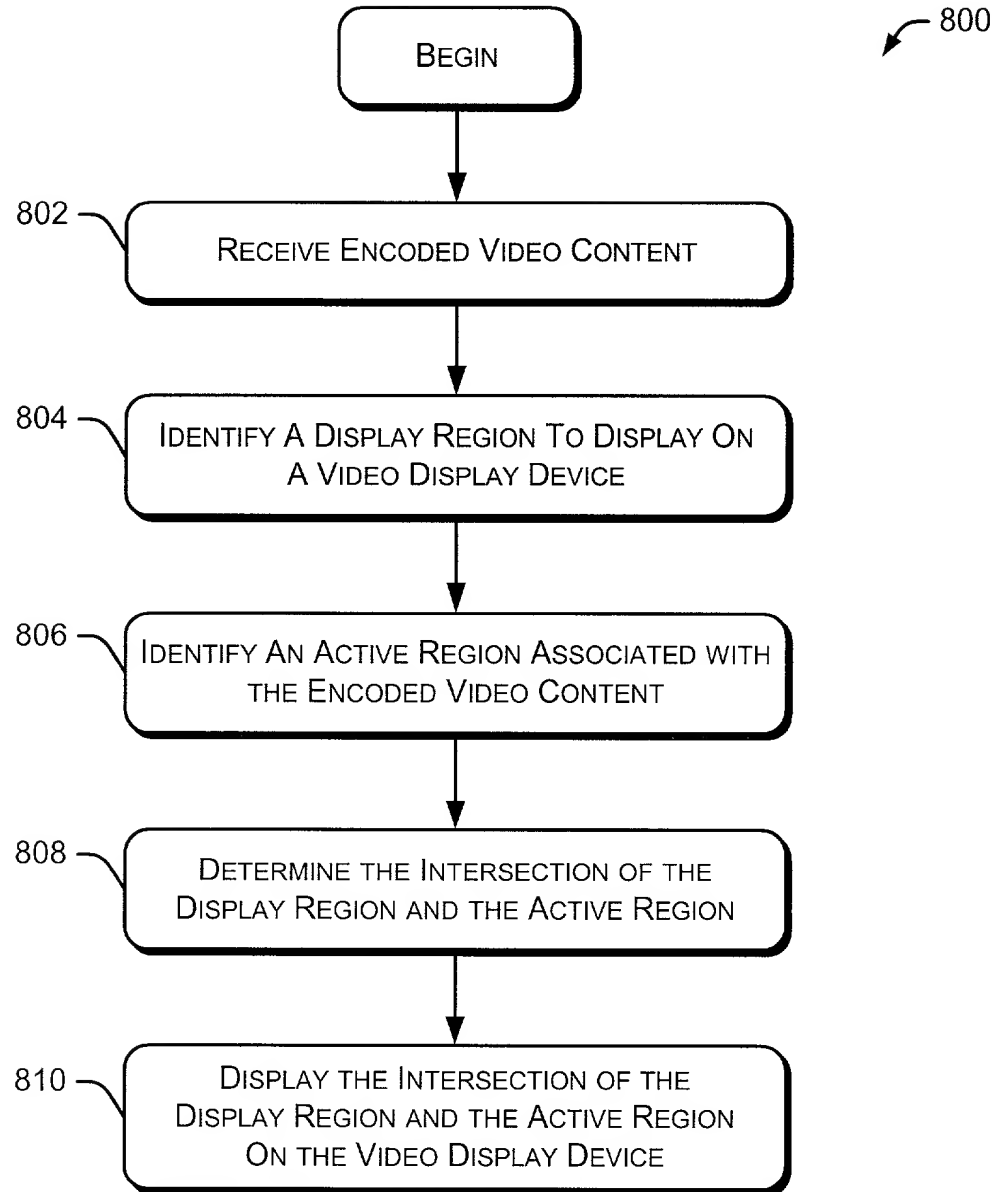 800
BEGIN
802
RECEIVE ENCODED VIDEO CONTENT
804
IDENTIFY A DISPLAY REGION TO DISPLAY ON
A VIDEO DISPLAY DEVICE
806
IDENTIFY AN ACTIVE REGION ASSOCIATED WITH
THE ENCODED VIDEO CONTENT
808
DETERMINE THE INTERSECTION OF THE
DISPLAY REGION AND THE ACTIVE REGION
810
DISPLAY THE INTERSECTION OF THE
DISPLAY REGION AND THE ACTIVE REGION
ON THE VIDEO DISPLAY DEVICE